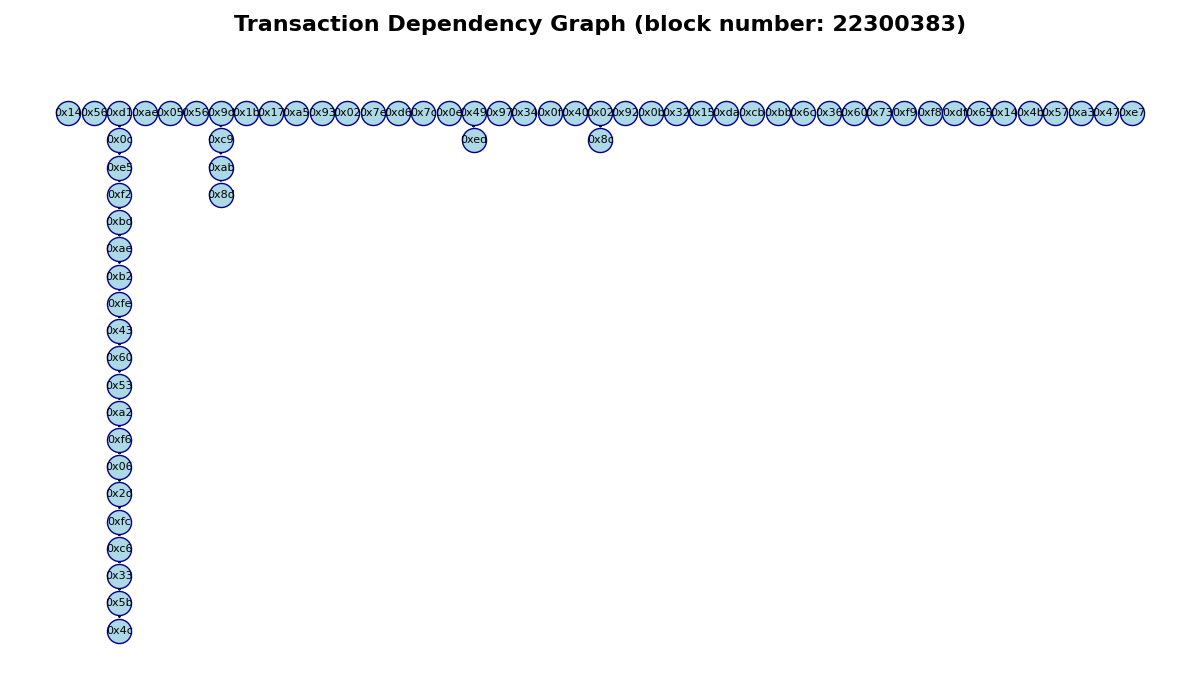 Transaction Dependency Graph (block number: 22300383)
0x14 0x56 0xd1 0xae 0x05 0x56 0x9d 0x1b 0x17 0xa5 0x93 0x02 0x7e 0xd6 0x7c 0x0e 0x49 0x97 0x34 0x0f 0x40 0x02 0x92 0x0b 0x32 0x15 0xda 0xcb 0xbb 0x6c 0x36 0x60 0x73 0xf9 0xf8 0xdf 0x65 0x14 0x4b 0x57 0xa3 0x47 0xe7
0x0c 0xc9 0xed 0x8c
0xe5 0xab
0xf2 0x8d
0xbd
0xae
0xb2
0xfe
0x43
0x60
0x53
0xa2
0xf6
0x06
0x2d
0xfc
0xc6
0x33
0x5b
0x4c